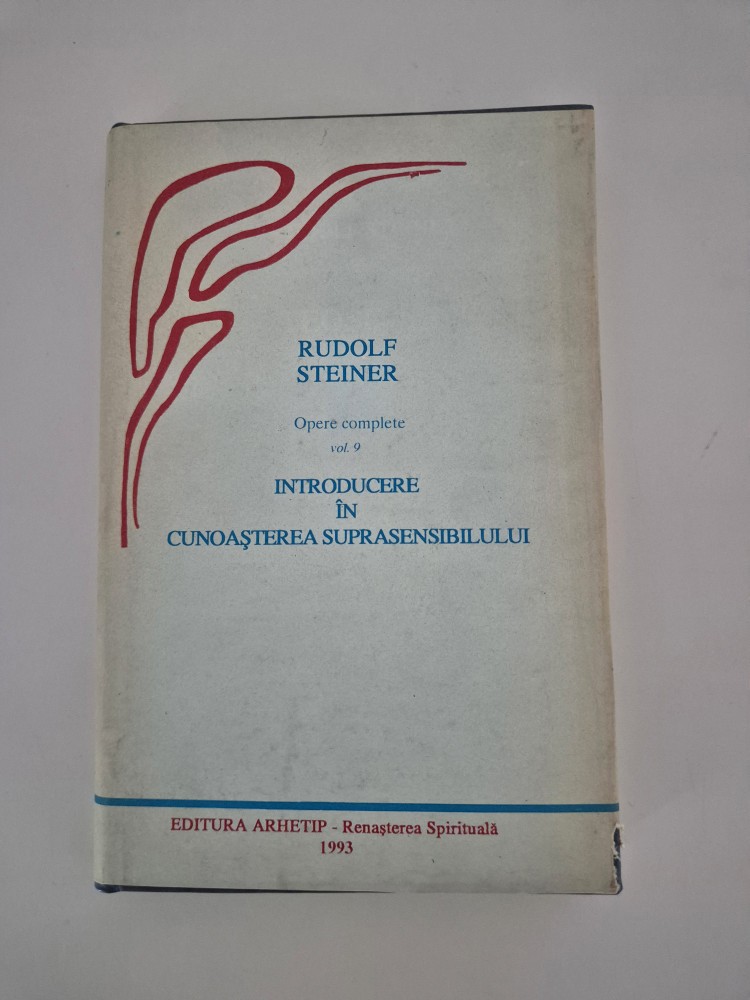 RUDOLF
STEINER
Opere complete
vol. 9
INTRODUCERE
ÎN
CUNOAŞTEREA SUPRASENSIBILULUI
EDITURA ARHETIP - Renaşterea Spirituală
1993